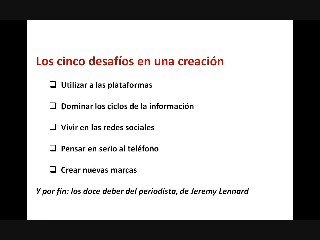 Los cinco desafíos en una creación
Utilizar a las plataformas
Dominar los ciclos de la información
Vivir en las redes sociales
Pensar en serio al teléfono
Crear nuevas marcas
Y por fin: los doce deber del periodista, de Jeremy Lennard